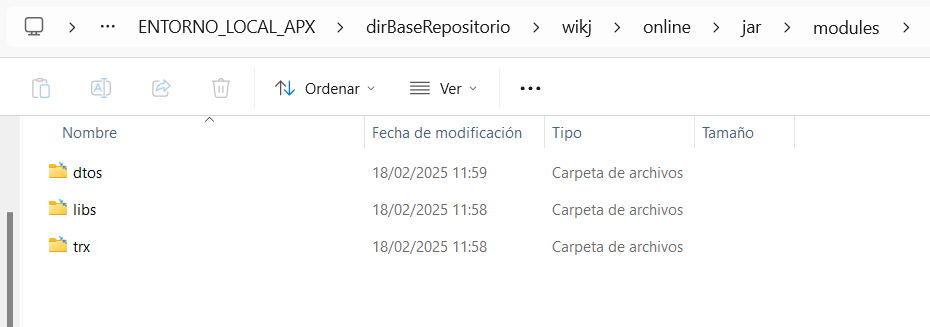 ENTORNO_LOCAL_APX > dirBaseRepositorio > wikj > online > jar > modules >
Ordenar Ver
Nombre Fecha de modificación Tipo Tamaño
dtos 18/02/2025 11:59 Carpeta de archivos
libs 18/02/2025 11:58 Carpeta de archivos
trx 18/02/2025 11:58 Carpeta de archivos